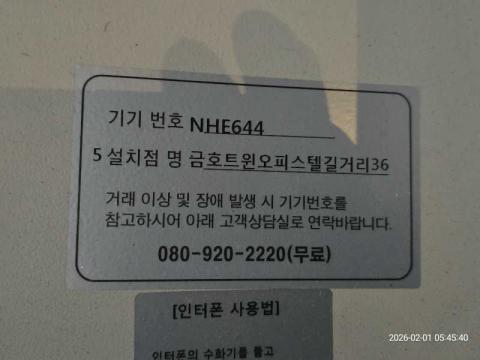 기기 번호 NHE644
5 설치점 명 금호트윈오피스텔길거리36
거래 이상 및 장애 발생 시 기기번호를
참고하시어 아래 고객상담실로 연락바랍니다.
080-920-2220(무료)
[인터폰 사용법]
인터폰의 수화기를 들고
2026-02-01 05:45:40